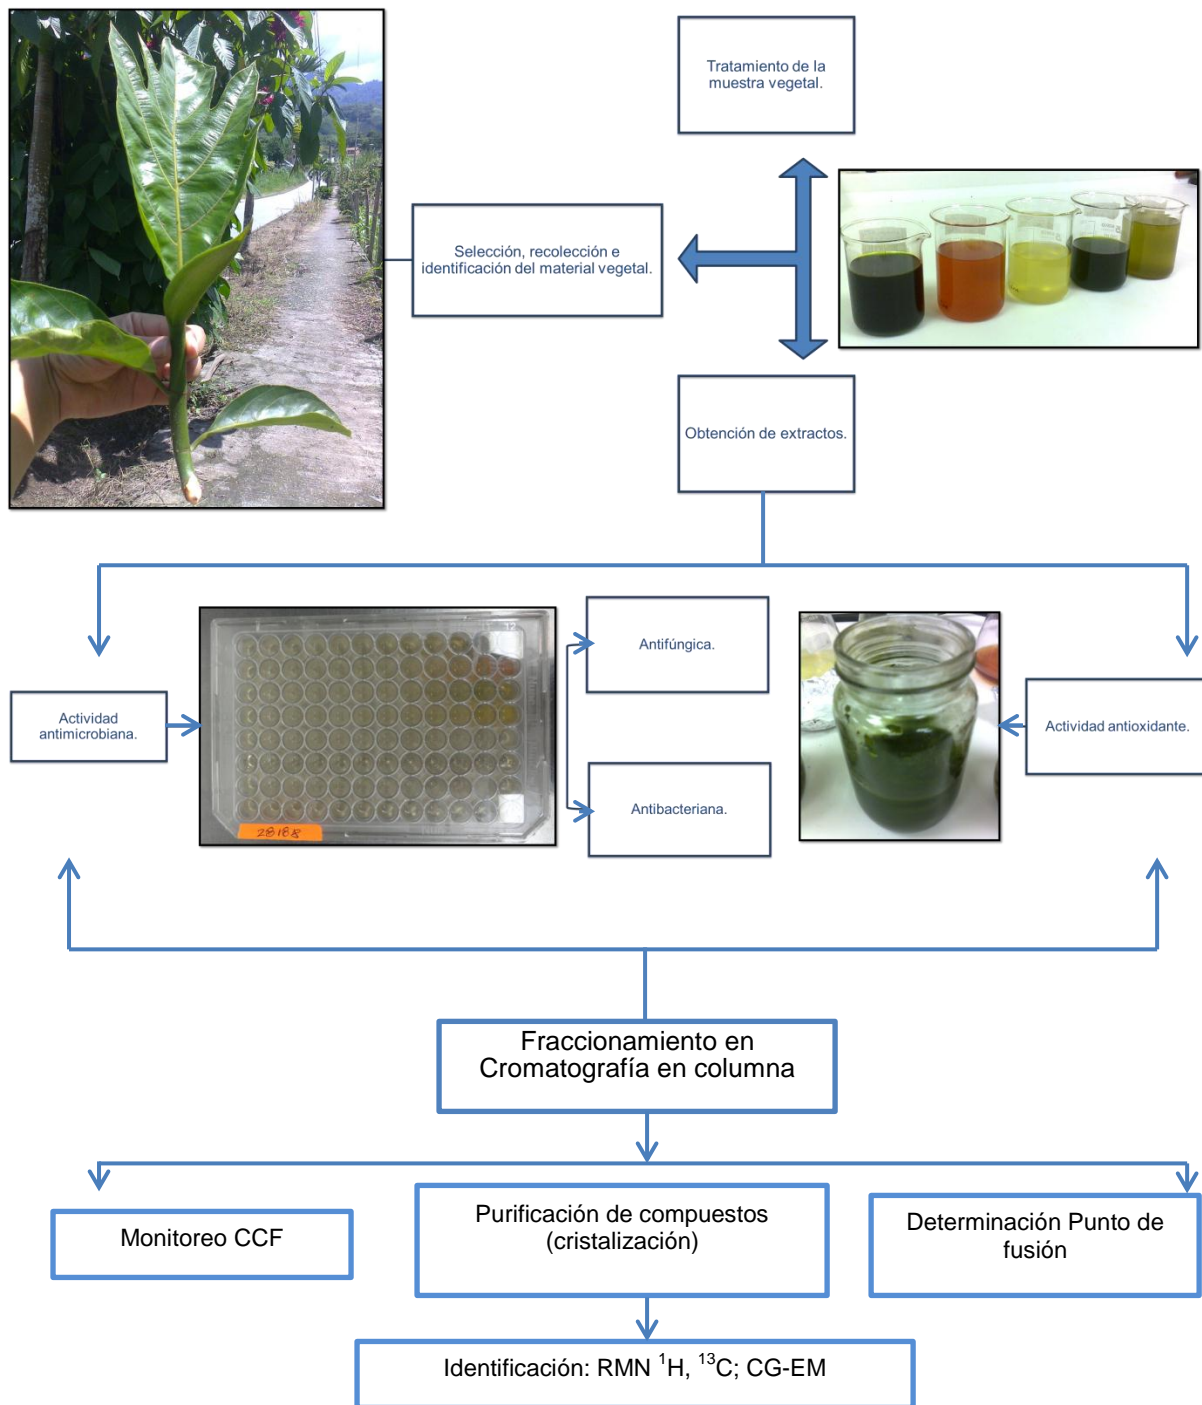 Tratamiento de la
muestra vegetal.
Selección, recolección e
identificación del material vegetal.
Obtención de extractos.
Antifúngica.
Actividad
antimicrobiana.
Actividad antioxidante.
Antibacteriana.
28188
Fraccionamiento en
Cromatografía en columna
Monitoreo CCF
Purificación de compuestos
(cristalización)
Determinación Punto de
fusión
Identificación: RMN ¹H, ¹³C; CG-EM